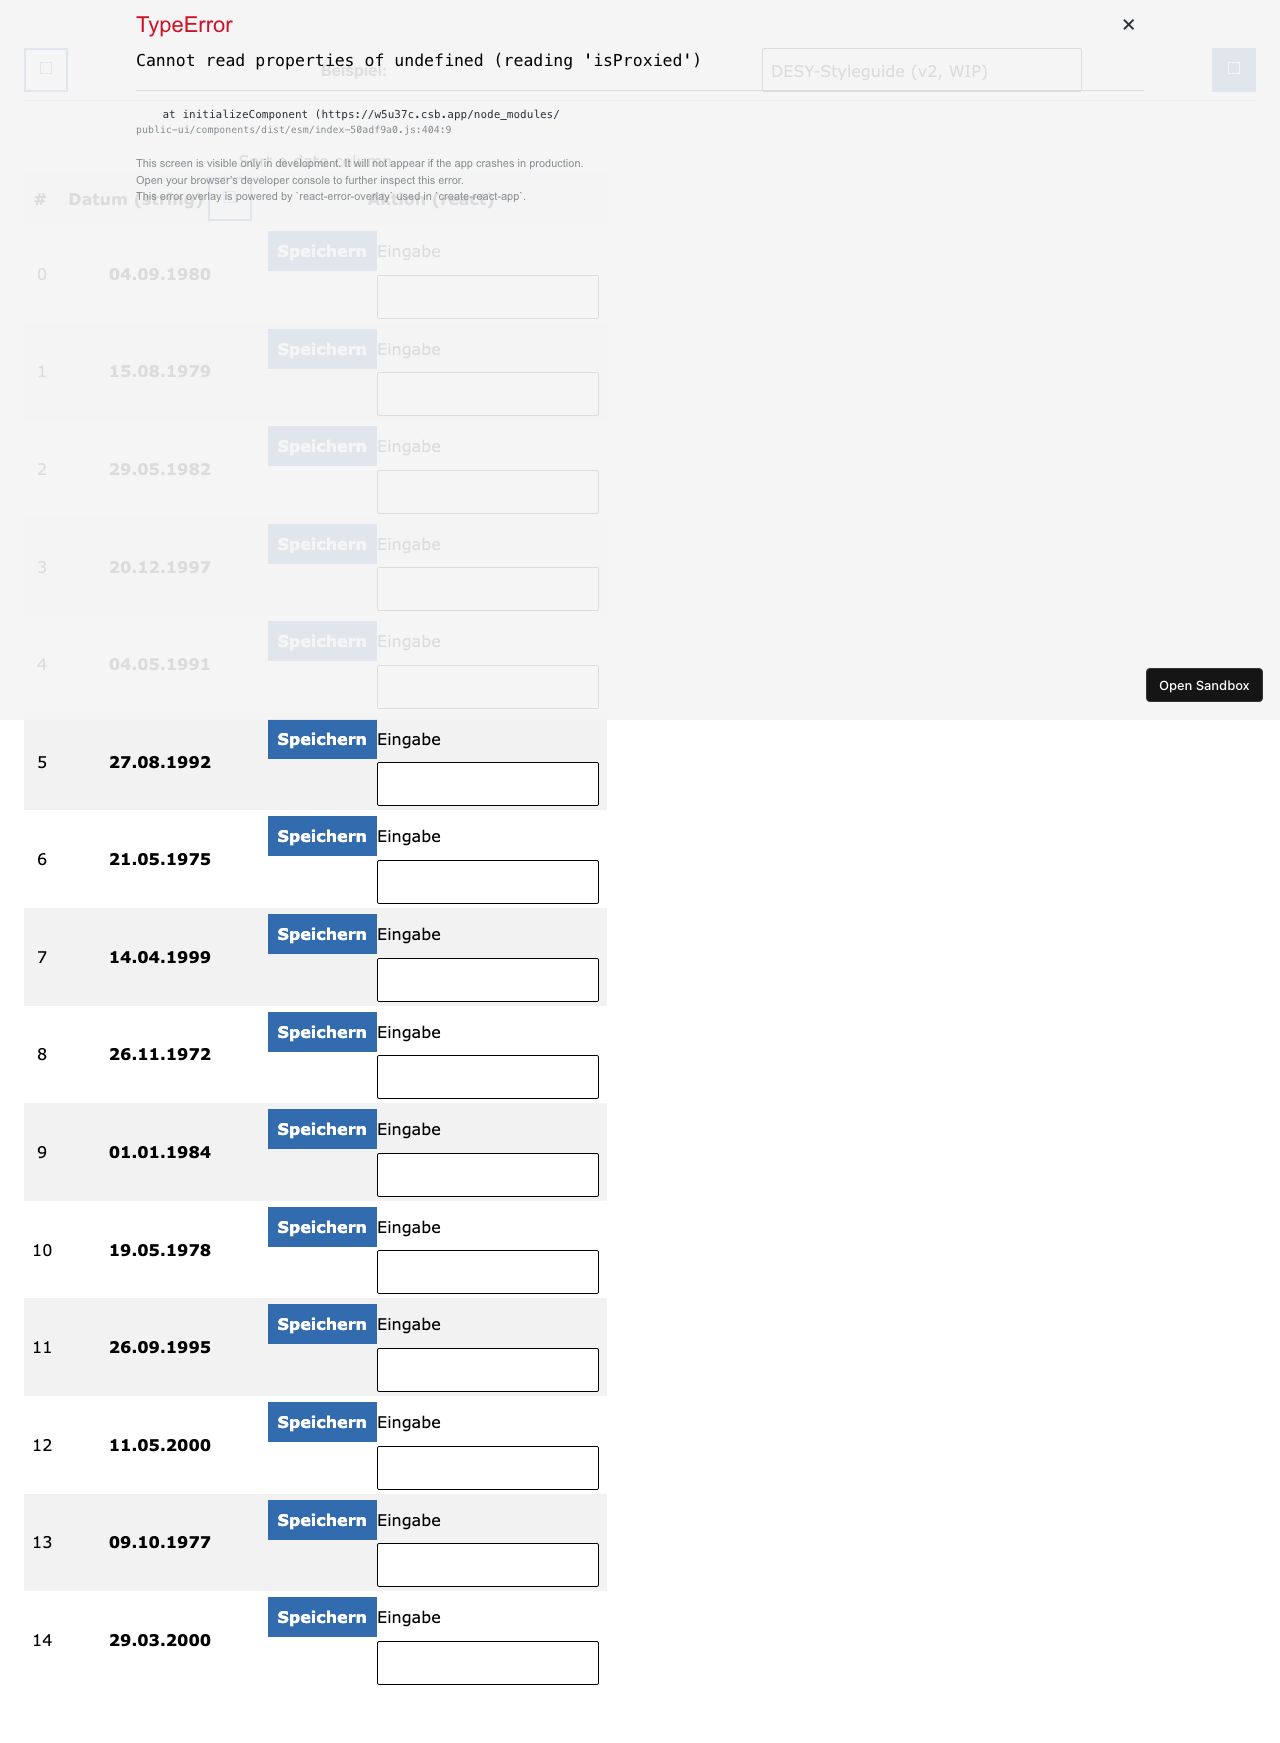 TypeError
✕
Cannot read properties of undefined (reading 'isProxied')
Beispiel:
DESY-Styleguide (v2, WIP)
at initializeComponent (https://w5u37c.csb.app/node_modules/
public-ui/components/dist/esm/index-50adf9a0.js:404:9
Sort a date column
This screen is visible only in development. It will not appear if the app crashes in production.
Open your browser's developer console to further inspect this error.
This error overlay is powered by `react-error-overlay` used in `create-react-app`.
# Datum (string) Aktion (react)
0 04.09.1980 Speichern Eingabe
1 15.08.1979 Speichern Eingabe
2 29.05.1982 Speichern Eingabe
3 20.12.1997 Speichern Eingabe
4 04.05.1991 Speichern Eingabe
Open Sandbox
5 27.08.1992 Speichern Eingabe
6 21.05.1975 Speichern Eingabe
7 14.04.1999 Speichern Eingabe
8 26.11.1972 Speichern Eingabe
9 01.01.1984 Speichern Eingabe
10 19.05.1978 Speichern Eingabe
11 26.09.1995 Speichern Eingabe
12 11.05.2000 Speichern Eingabe
13 09.10.1977 Speichern Eingabe
14 29.03.2000 Speichern Eingabe